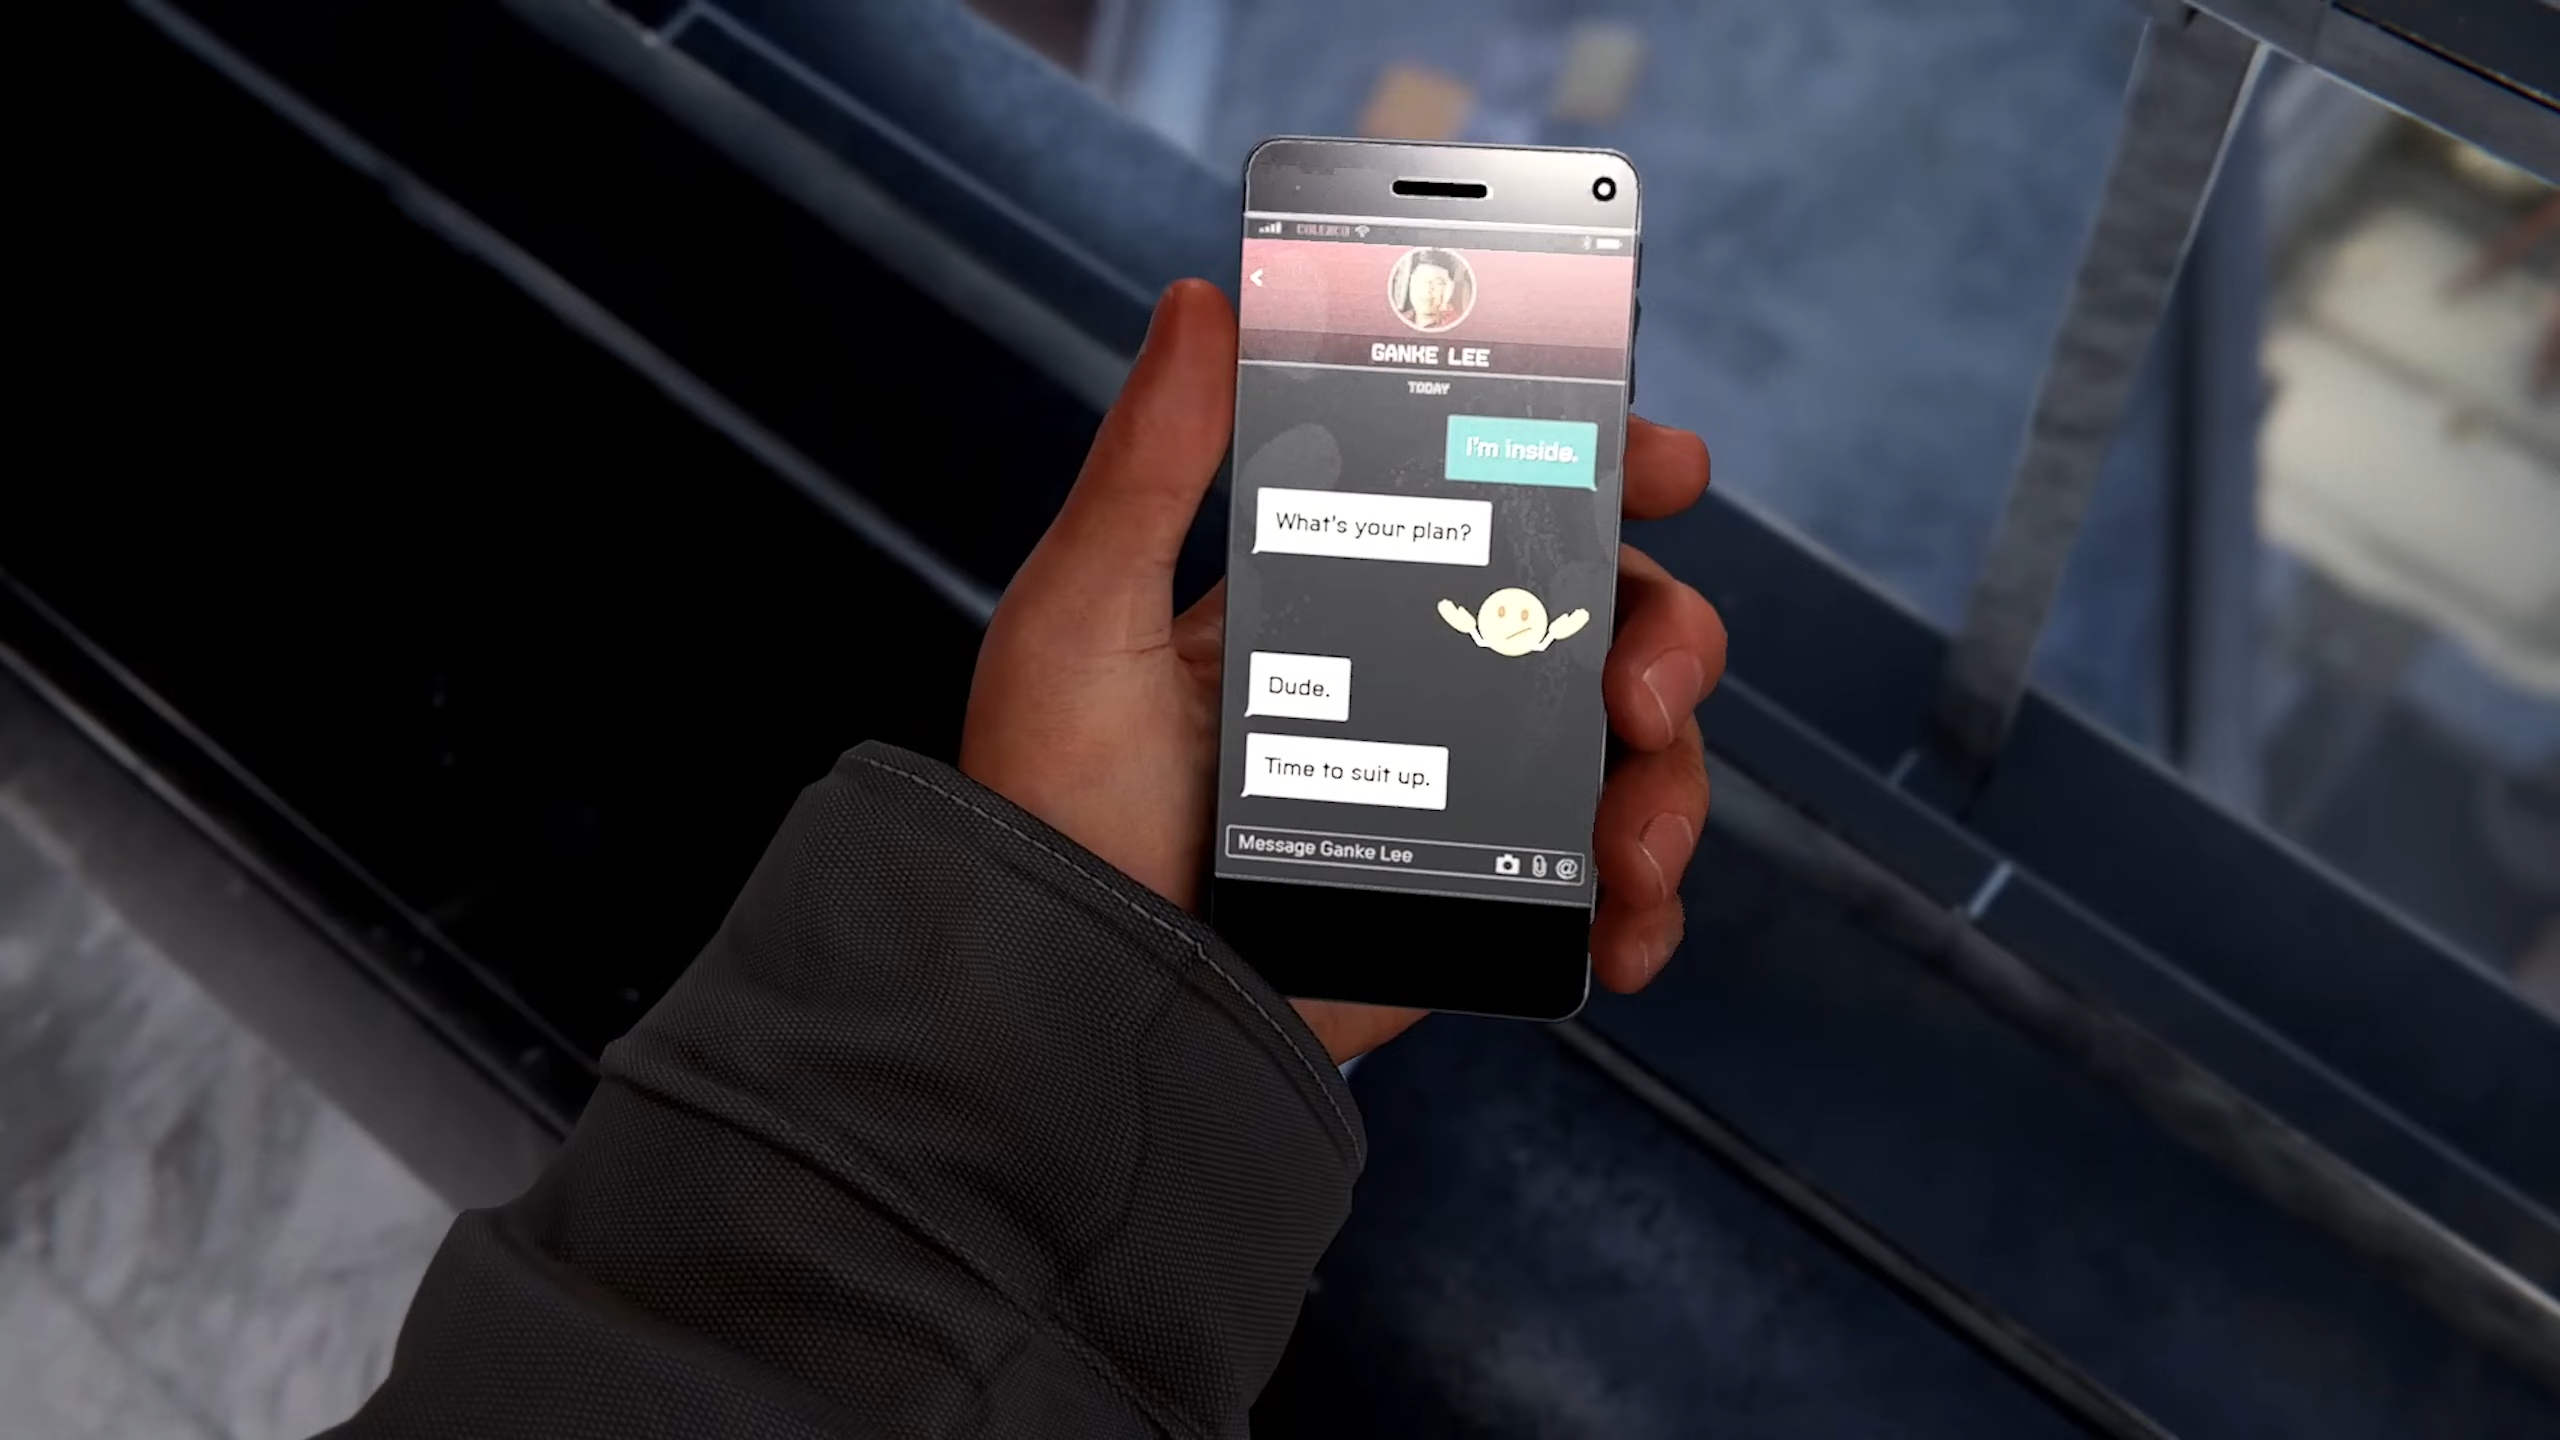 GANKE LEE
TODAY
I'm inside.
What's your plan?
Dude.
Time to suit up.
Message Ganke Lee
@